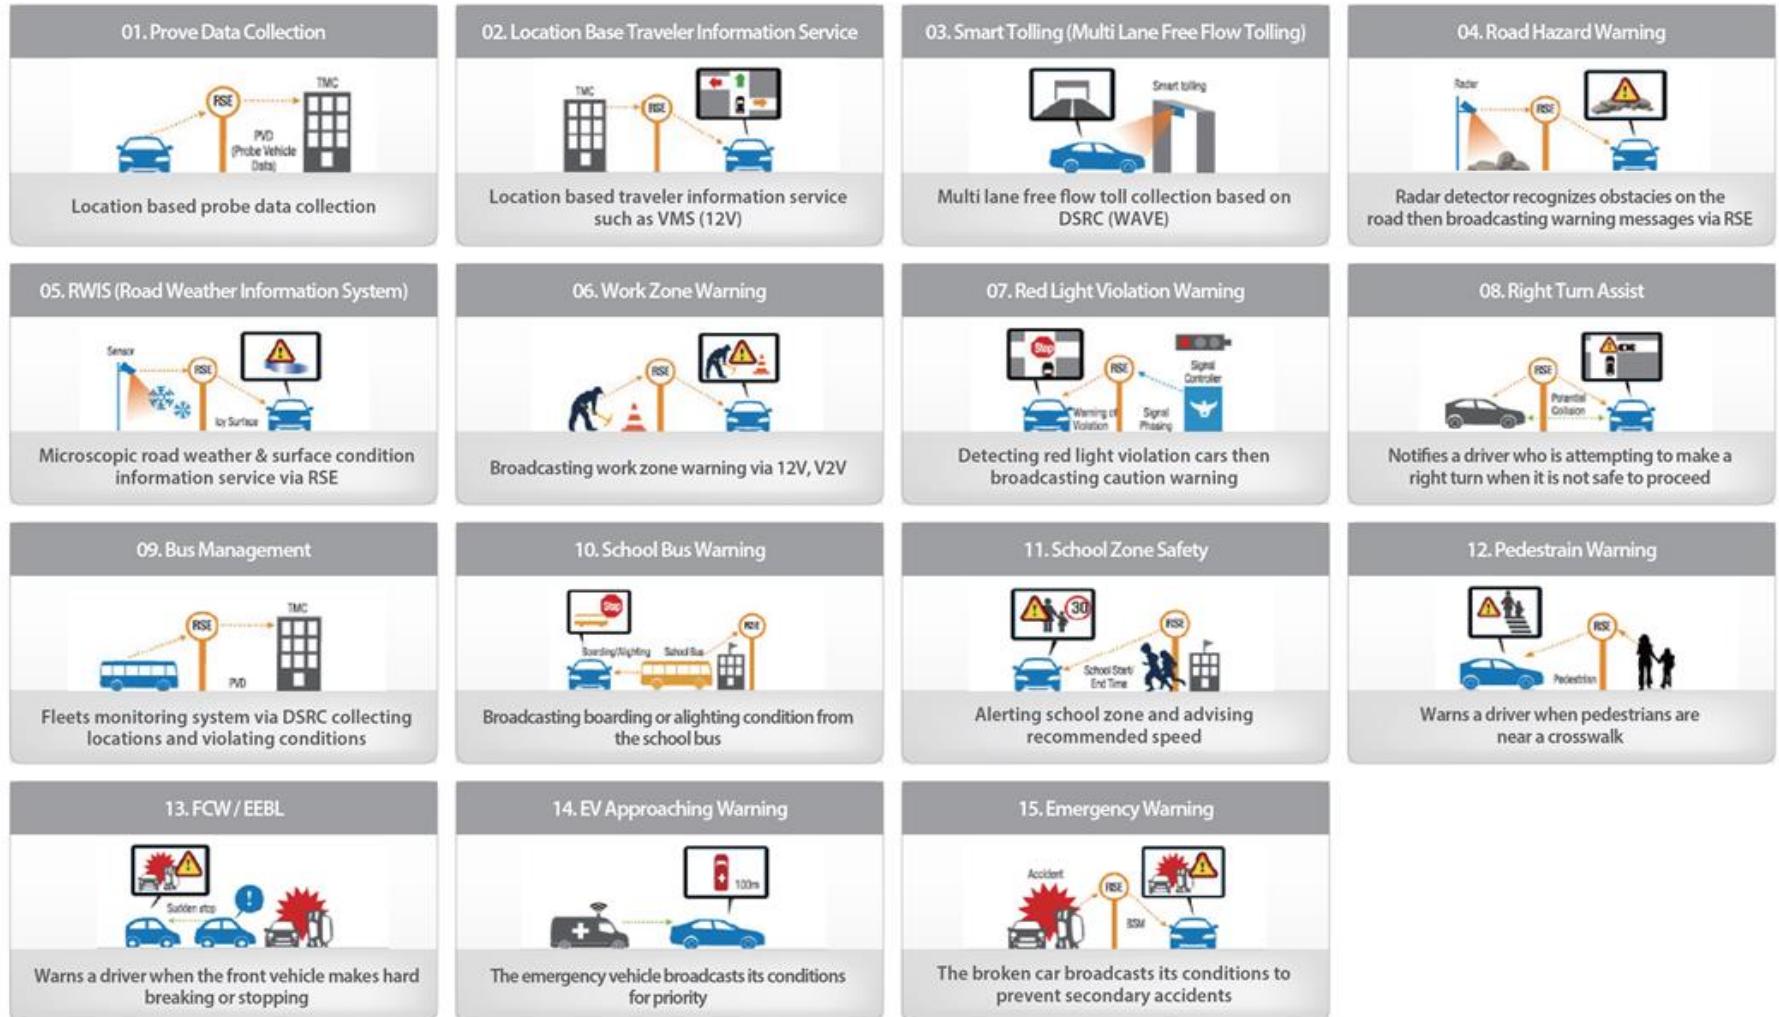 01. Prove Data Collection
RSE
TMC
PVD
(Probe Vehicle
Data)
Location based probe data collection
02. Location Base Traveler Information Service
TMC
RSE
Location based traveler information service
such as VMS (12V)
03. Smart Tolling (Multi Lane Free Flow Tolling)
Smart tolling
Multi lane free flow toll collection based on
DSRC (WAVE)
04. Road Hazard Warning
Radar
RSE
Radar detector recognizes obstacies on the
road then broadcasting warning messages via RSE
05. RWIS (Road Weather Information System)
Sensor
RSE
Icy Surface
Microscopic road weather & surface condition
information service via RSE
06. Work Zone Warning
RSE
Broadcasting work zone warning via 12V, V2V
07. Red Light Violation Warning
Stop
RSE
Signal
Controller
Warning of
Violation
Signal
Phasing
Detecting red light violation cars then
broadcasting caution warning
08. Right Turn Assist
RSE
Potential
Collision
Notifies a driver who is attempting to make a
right turn when it is not safe to proceed
09. Bus Management
RSE
TMC
PVD
Fleets monitoring system via DSRC collecting
locations and violating conditions
10. School Bus Warning
Stop
RSE
Boarding/Alighting
School Bus
Broadcasting boarding or alighting condition from
the school bus
11. School Zone Safety
30
RSE
School Start/
End Time
Alerting school zone and advising
recommended speed
12. Pedestrain Warning
RSE
Pedestrian
Warns a driver when pedestrians are
near a crosswalk
13. FCW / EEBL
Sudden stop
Warns a driver when the front vehicle makes hard
breaking or stopping
14. EV Approaching Warning
100m
The emergency vehicle broadcasts its conditions
for priority
15. Emergency Warning
Accident
RSE
BSM
The broken car broadcasts its conditions to
prevent secondary accidents